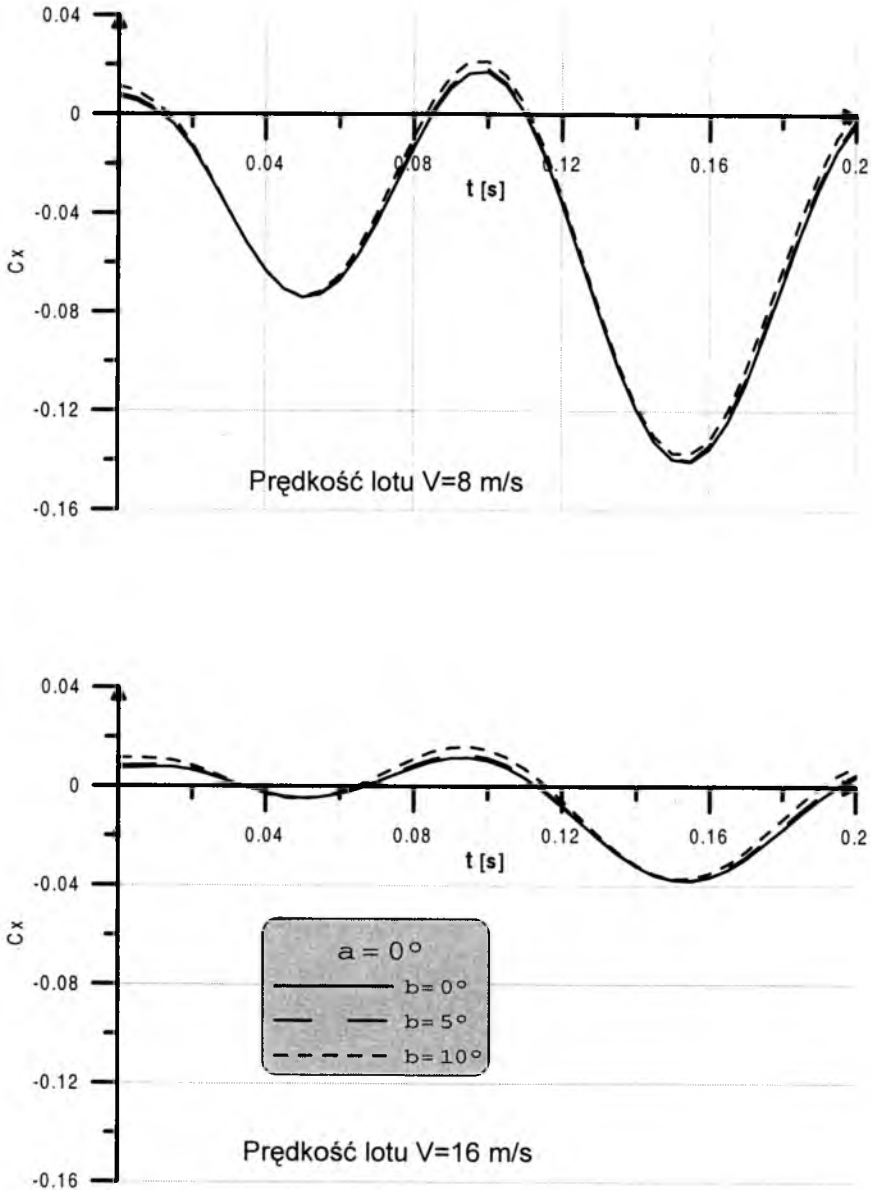 0.04
0
-0.04
-0.08
-0.12
-0.16
Cx
0.04
0.08
0.12
0.16
0.2
t [s]
Prędkość lotu V=8 m/s
0.04
0
-0.04
-0.08
-0.12
-0.16
Cx
0.04
0.08
0.12
0.16
0.2
t [s]
a = 0°
b=0°
b=5°
b=10°
Prędkość lotu V=16 m/s